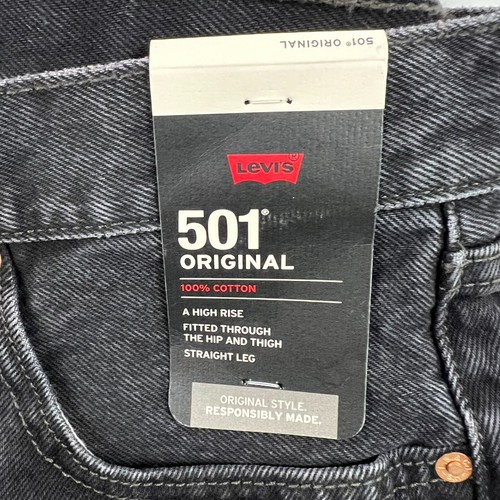 501® ORIGINAL
Levi's®
501®
ORIGINAL
100% COTTON
A HIGH RISE
FITTED THROUGH
THE HIP AND THIGH
STRAIGHT LEG
ORIGINAL STYLE.
RESPONSIBLY MADE.